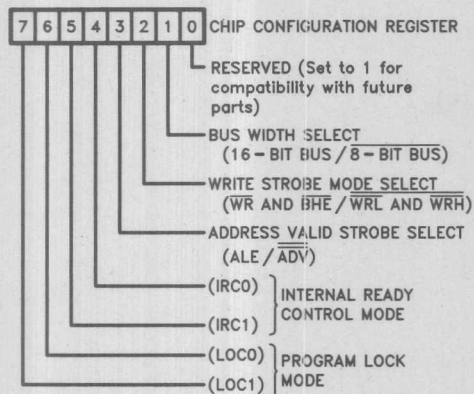 7 6 5 4 3 2 1 0 CHIP CONFIGURATION REGISTER
RESERVED (Set to 1 for
compatibility with future
parts)
BUS WIDTH SELECT
(16-BIT BUS / 8-BIT BUS)
WRITE STROBE MODE SELECT
(WR AND BHE / WRL AND WRH)
ADDRESS VALID STROBE SELECT
(ALE / ADV)
(IRC0)
(IRC1)
INTERNAL READY
CONTROL MODE
(LOC0)
(LOC1)
PROGRAM LOCK
MODE